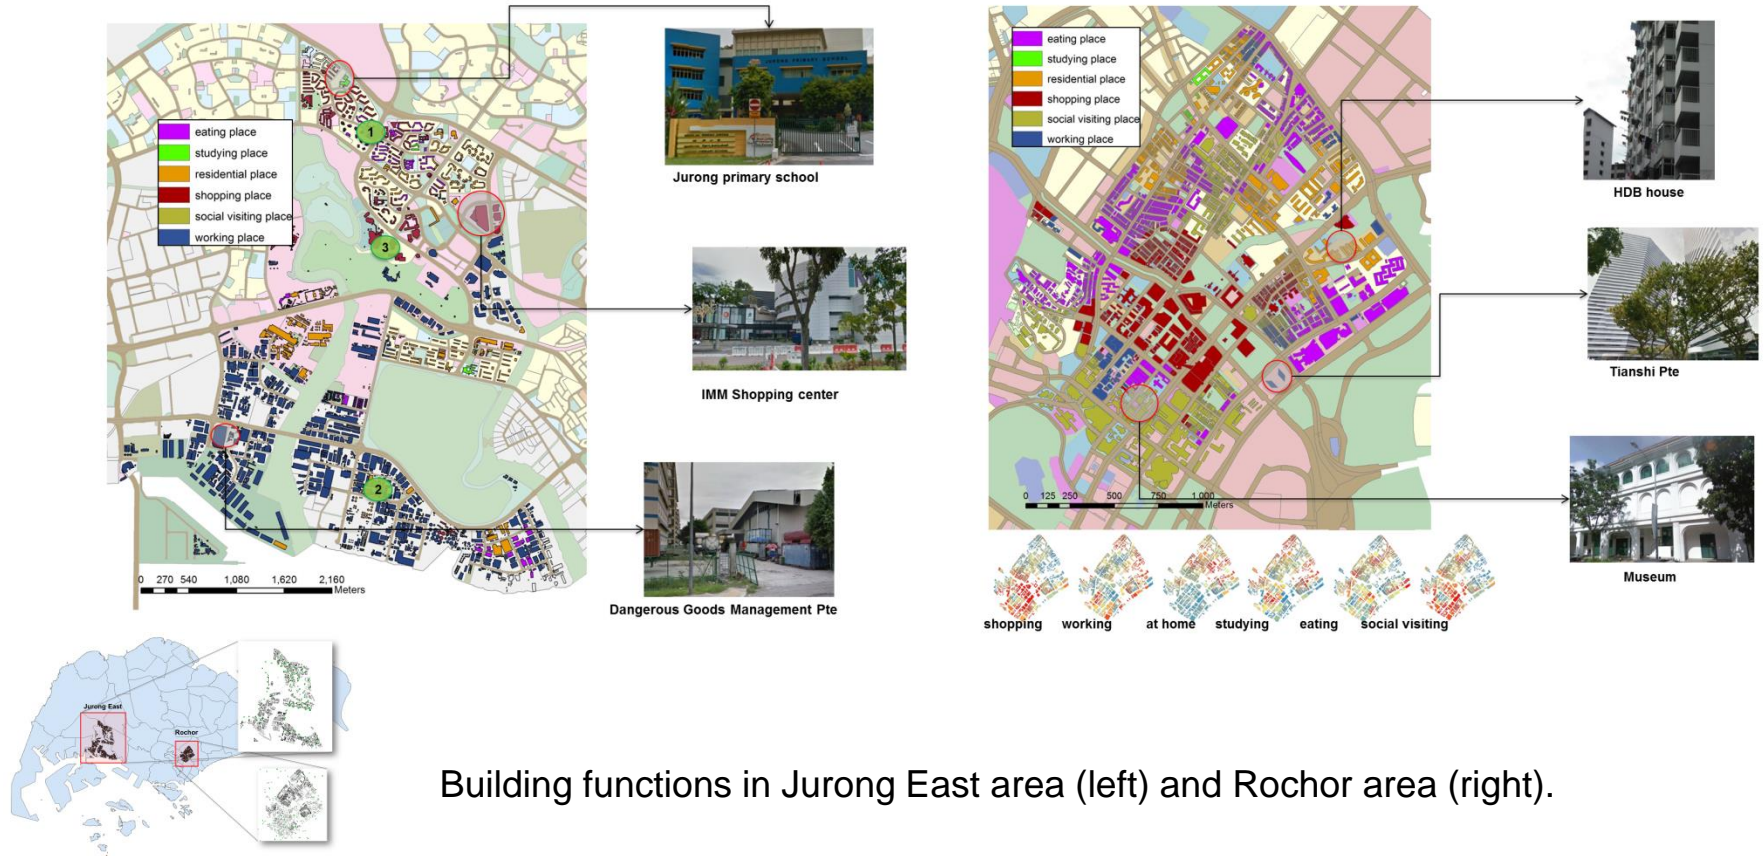 eating place
studying place
residential place
shopping place
social visiting place
working place
1
3
2
0 270 540 1,080 1,620 2,160
Meters
JURONG PRIMARY SCHOOL
Jurong primary school
IMM Shopping center
Dangerous Goods Management Pte
eating place
studying place
residential place
shopping place
social visiting place
working place
0 125 250 500 750 1,000
Meters
HDB house
Tianshi Pte
Museum
shopping working at home studying eating social visiting
Jurong East
Rochor
Building functions in Jurong East area (left) and Rochor area (right).